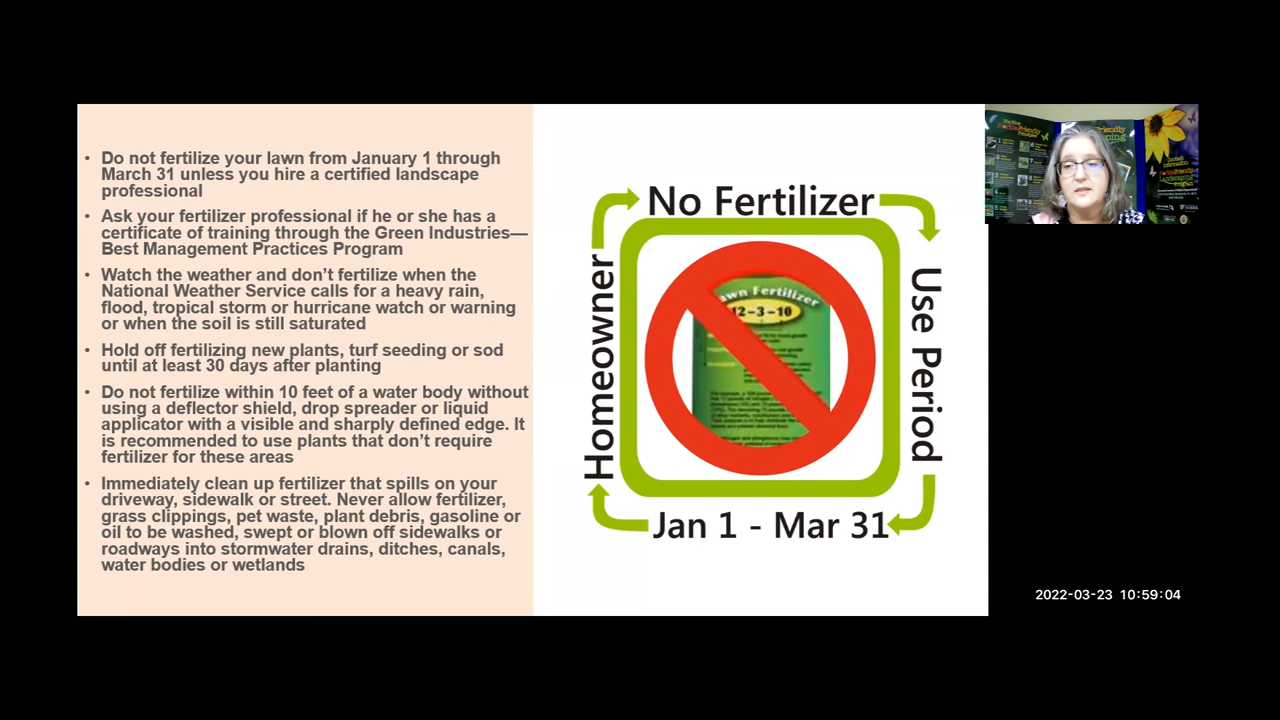 • Do not fertilize your lawn from January 1 through
March 31 unless you hire a certified landscape
professional
• Ask your fertilizer professional if he or she has a
certificate of training through the Green Industries—
Best Management Practices Program
• Watch the weather and don't fertilize when the
National Weather Service calls for a heavy rain,
flood, tropical storm or hurricane watch or warning
or when the soil is still saturated
• Hold off fertilizing new plants, turf seeding or sod
until at least 30 days after planting
• Do not fertilize within 10 feet of a water body without
using a deflector shield, drop spreader or liquid
applicator with a visible and sharply defined edge. It
is recommended to use plants that don't require
fertilizer for these areas
• Immediately clean up fertilizer that spills on your
driveway, sidewalk or street. Never allow fertilizer,
grass clippings, pet waste, plant debris, gasoline or
oil to be washed, swept or blown off sidewalks or
roadways into stormwater drains, ditches, canals,
water bodies or wetlands
No Fertilizer
Use Period
Jan 1 - Mar 31
Homeowner
Fertilizer
12-3-10
2022-03-23 10:59:04